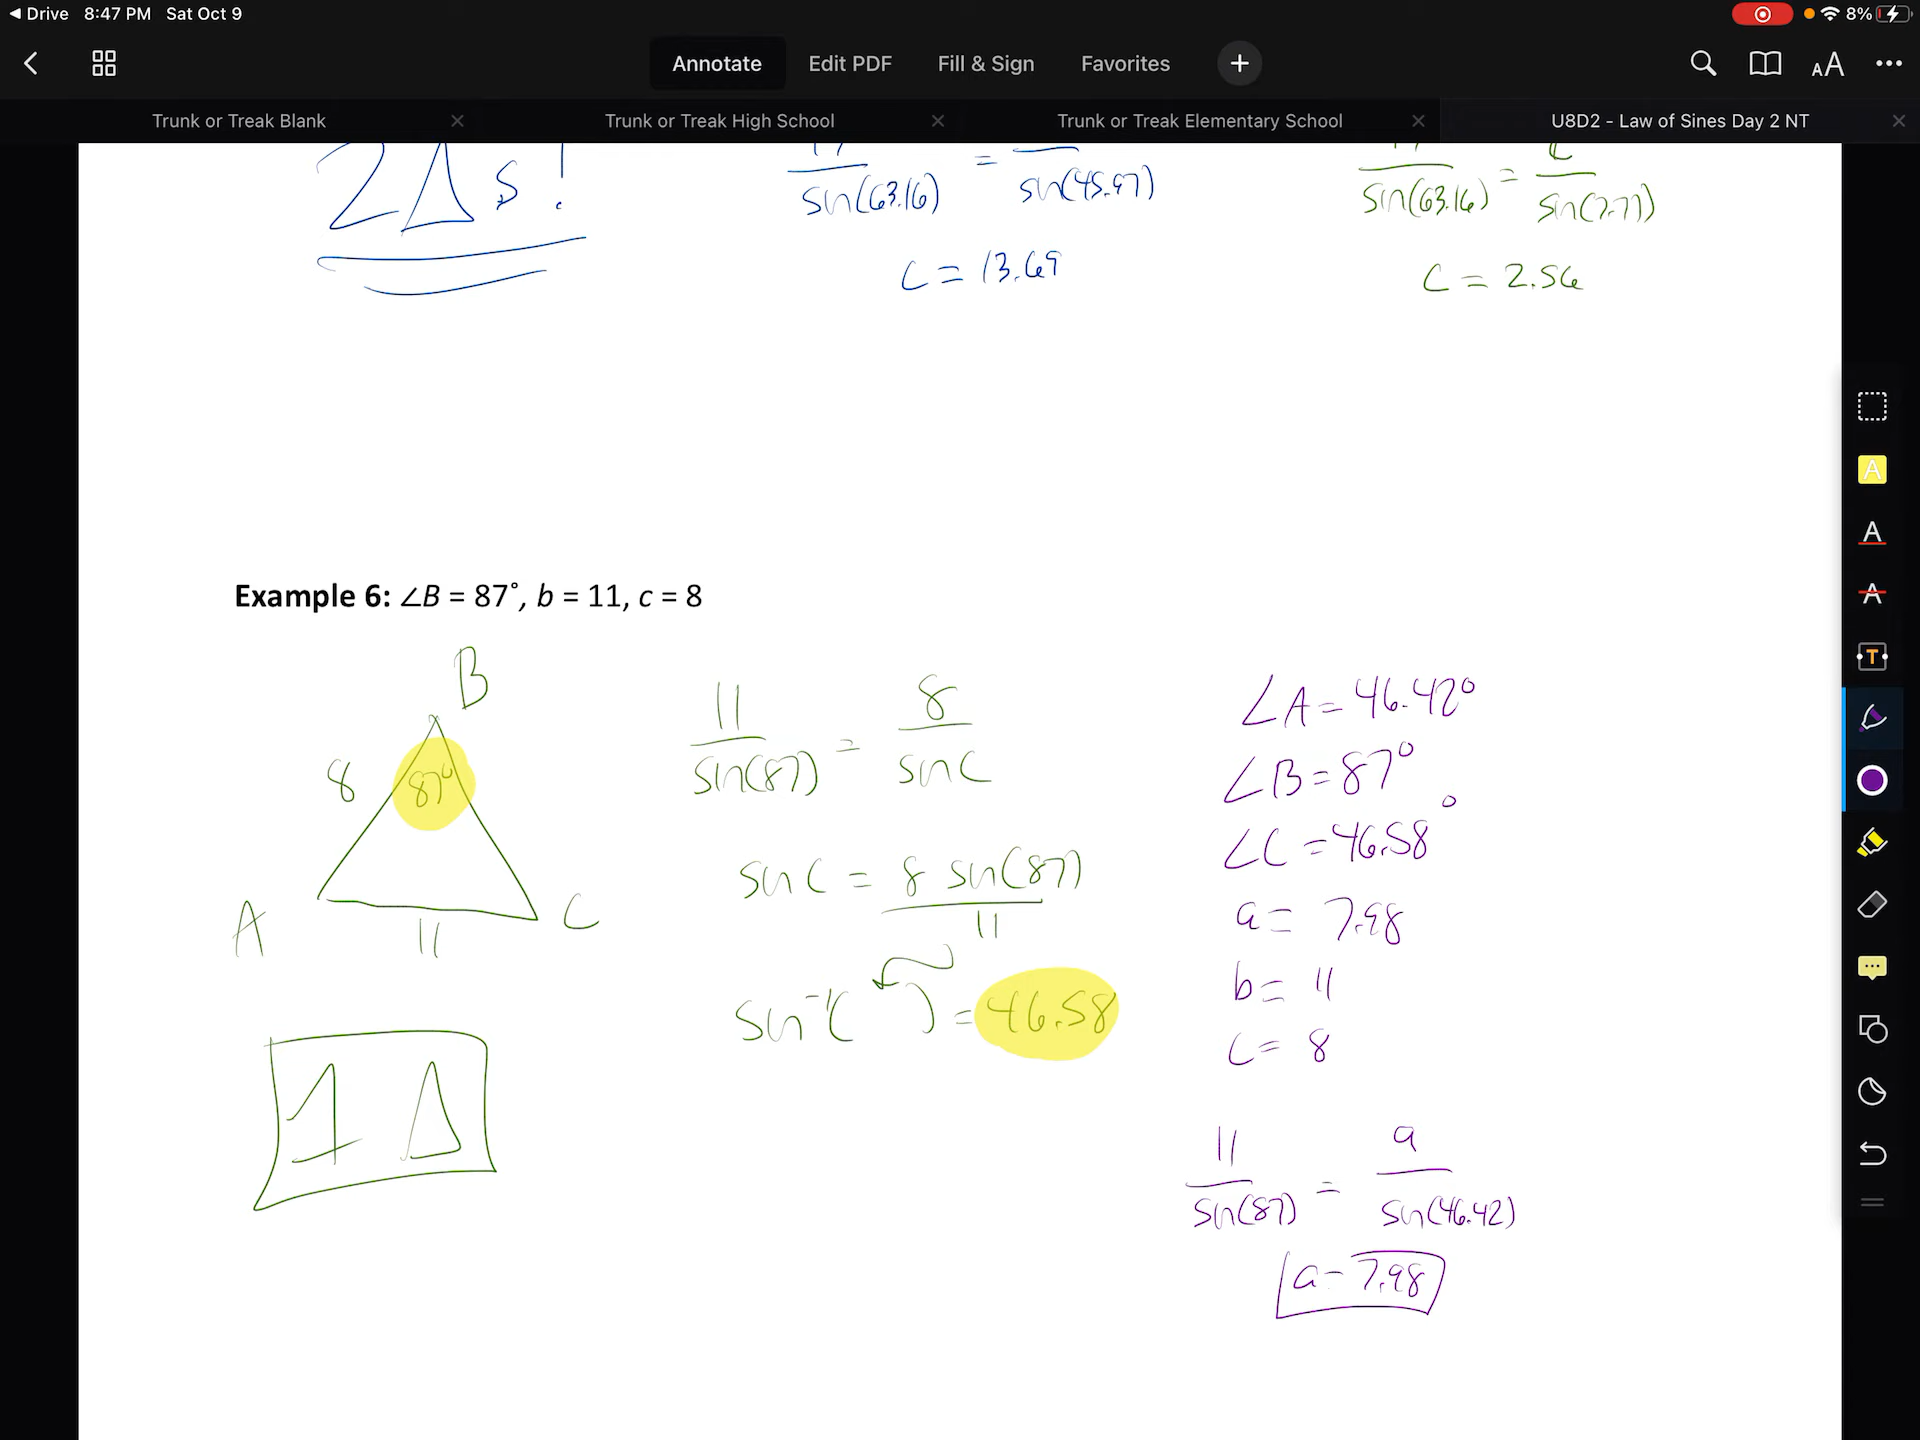 Drive 8:47 PM Sat Oct 9 8%
Annotate Edit PDF Fill & Sign Favorites
AA
Trunk or Treak Blank Trunk or Treak High School Trunk or Treak Elementary School U8D2 - Law of Sines Day 2 NT
2Δs!
sin(63.16) = sin(45.97)
c = 13.69
sin(63.16) = sin(7.71)
c = 2.56
Example 6: ∠B = 87°, b = 11, c = 8
B
8 87°
A 11 C
1 Δ
11 / sin(87) = 8 / sin C
sin C = 8 sin(87) / 11
sin⁻¹( ) = 46.58
∠A = 46.42°
∠B = 87°
∠C = 46.58°
a = 7.98
b = 11
c = 8
11 / sin(87) = a / sin(46.42)
a = 7.98
A
A
A
T